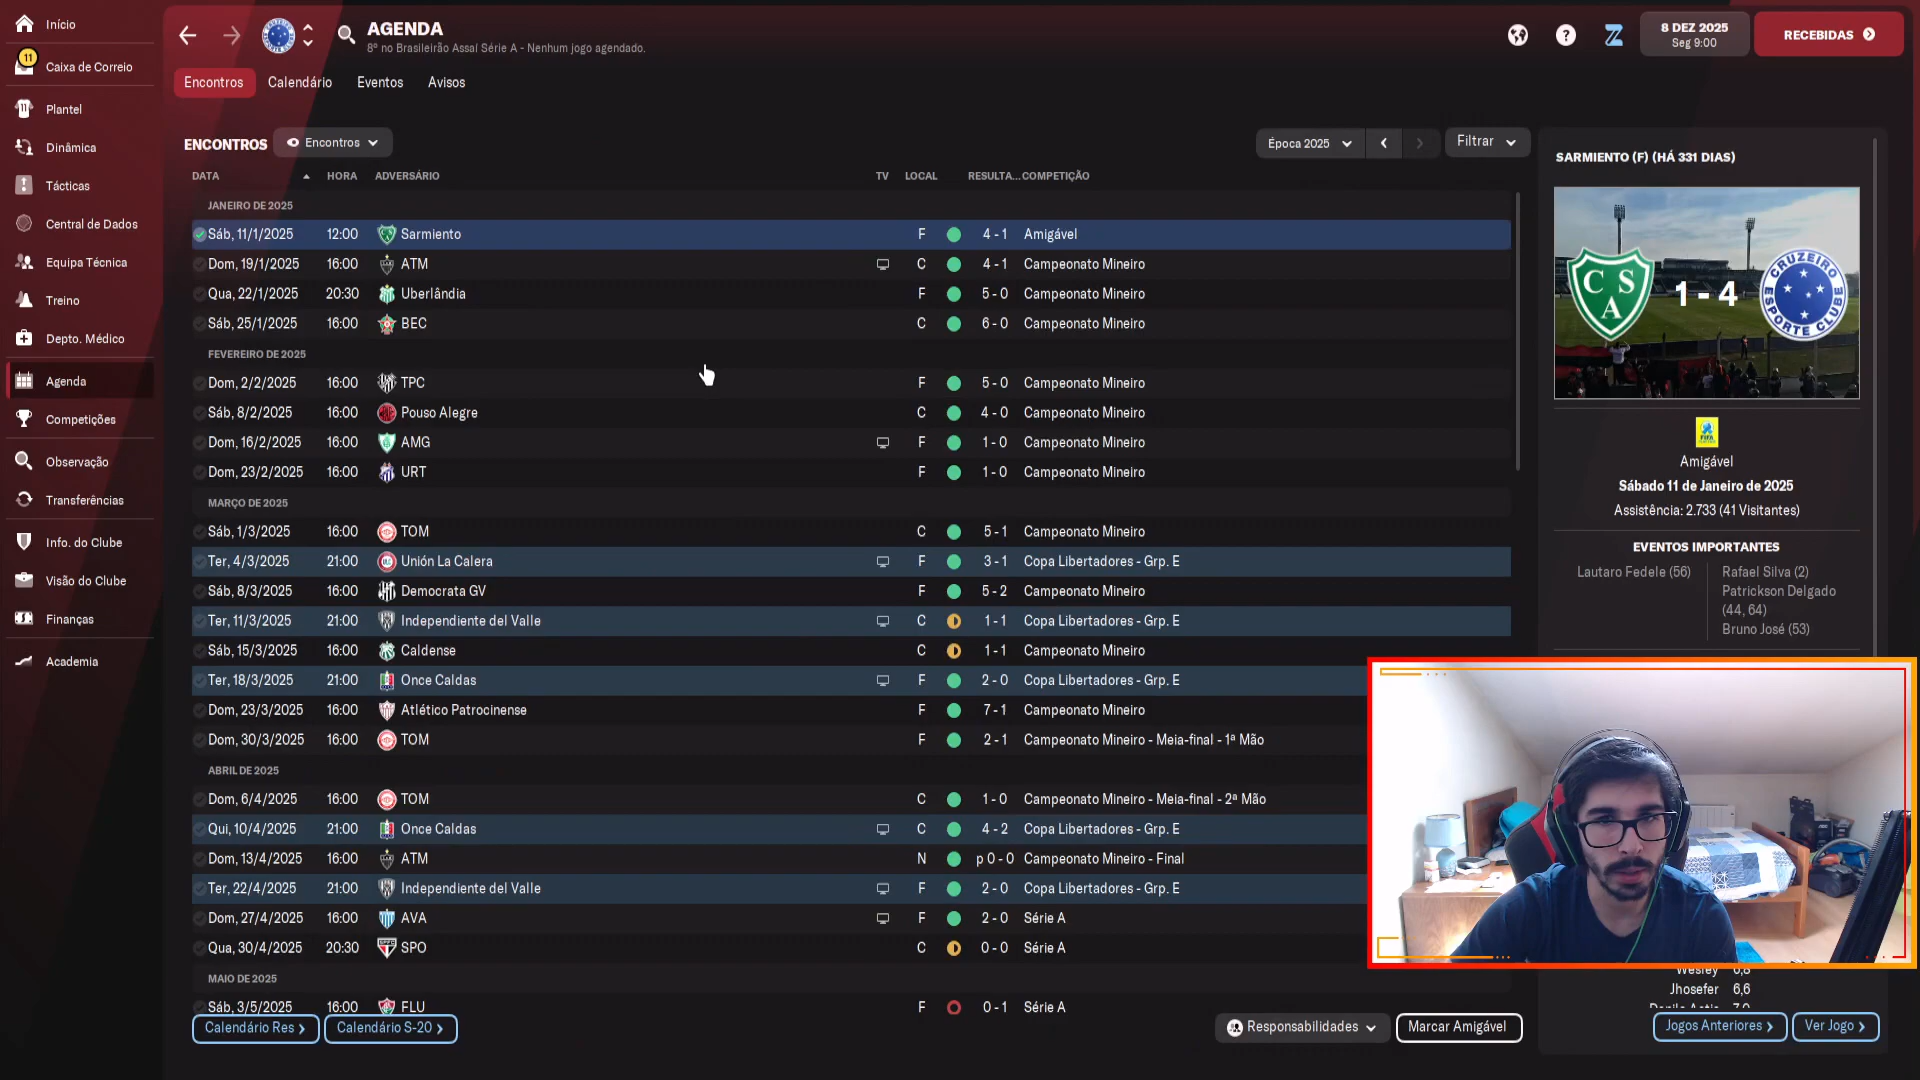 Início
11
Caixa de Correio
Plantel
Dinâmica
Tácticas
Central de Dados
Equipa Técnica
Treino
Depto. Médico
Agenda
Competições
Observação
Transferências
Info. do Clube
Visão do Clube
Finanças
Academia
AGENDA
8º no Brasileirão Assaí Série A - Nenhum jogo agendado.
8 DEZ 2025
Seg 9:00
RECEBIDAS
Encontros Calendário Eventos Avisos
ENCONTROS Encontros Época 2025 Filtrar
DATA HORA ADVERSÁRIO TV LOCAL RESULTA... COMPETIÇÃO
JANEIRO DE 2025
Sáb, 11/1/2025 12:00 Sarmiento F 4 - 1 Amigável
Dom, 19/1/2025 16:00 ATM C 4 - 1 Campeonato Mineiro
Qua, 22/1/2025 20:30 Uberlândia F 5 - 0 Campeonato Mineiro
Sáb, 25/1/2025 16:00 BEC C 6 - 0 Campeonato Mineiro
FEVEREIRO DE 2025
Dom, 2/2/2025 16:00 TPC F 5 - 0 Campeonato Mineiro
Sáb, 8/2/2025 16:00 Pouso Alegre C 4 - 0 Campeonato Mineiro
Dom, 16/2/2025 16:00 AMG F 1 - 0 Campeonato Mineiro
Dom, 23/2/2025 16:00 URT F 1 - 0 Campeonato Mineiro
MARÇO DE 2025
Sáb, 1/3/2025 16:00 TOM C 5 - 1 Campeonato Mineiro
Ter, 4/3/2025 21:00 Unión La Calera F 3 - 1 Copa Libertadores - Grp. E
Sáb, 8/3/2025 16:00 Democrata GV F 5 - 2 Campeonato Mineiro
Ter, 11/3/2025 21:00 Independiente del Valle C 1 - 1 Copa Libertadores - Grp. E
Sáb, 15/3/2025 16:00 Caldense C 1 - 1 Campeonato Mineiro
Ter, 18/3/2025 21:00 Once Caldas F 2 - 0 Copa Libertadores - Grp. E
Dom, 23/3/2025 16:00 Atlético Patrocinense F 7 - 1 Campeonato Mineiro
Dom, 30/3/2025 16:00 TOM F 2 - 1 Campeonato Mineiro - Meia-final - 1ª Mão
ABRIL DE 2025
Dom, 6/4/2025 16:00 TOM C 1 - 0 Campeonato Mineiro - Meia-final - 2ª Mão
Qui, 10/4/2025 21:00 Once Caldas C 4 - 2 Copa Libertadores - Grp. E
Dom, 13/4/2025 16:00 ATM N p 0 - 0 Campeonato Mineiro - Final
Ter, 22/4/2025 21:00 Independiente del Valle F 2 - 0 Copa Libertadores - Grp. E
Dom, 27/4/2025 16:00 AVA F 2 - 0 Série A
Qua, 30/4/2025 20:30 SPO C 0 - 0 Série A
MAIO DE 2025
Sáb, 3/5/2025 16:00 FLU F 0 - 1 Série A
Calendário Res Calendário S-20 Responsabilidades Marcar Amigável
SARMIENTO (F) (HÁ 331 DIAS)
CSA
1 - 4
CRUZEIRO ESPORTE CLUBE
Amigável
Sábado 11 de Janeiro de 2025
Assistência: 2.733 (41 Visitantes)
EVENTOS IMPORTANTES
Lautaro Fedele (56)
Rafael Silva (2)
Patrickson Delgado
(44, 64)
Bruno José (53)
Wesley 6,8
Jhosefer 6,6
Jogos Anteriores Ver Jogo